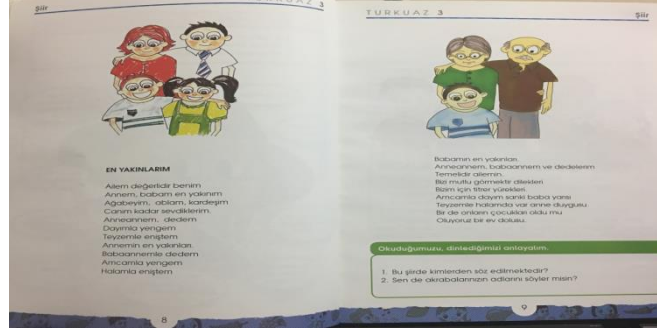 Şiir
EN YAKINLARIM
Ailem değerlidir benim
Annem, babam en yakınım
Ağabeyim, ablam, kardeşim
Canım kadar sevdiklerim.
Anneannem, dedem
Dayımla yengem
Teyzemle eniştem
Annemin en yakınları.
Babaannemle dedem
Amcamla yengem
Halamla eniştem
8
TURKUAZ 3
Şiir
Babamın en yakınları.
Anneannem, babaannem ve dedelerim
Temelidir ailemin.
Bizi mutlu görmektir dilekleri
Bizim için titrer yürekleri
Amcamla dayım sanki baba yarısı
Teyzemle halamda var anne duygusu
Bir de onların çocukları oldu mu
Oluyoruz bir ev dolusu.
Okuduğumuzu, dinlediğimizi anlayalım.
1. Bu şiirde kimlerden söz edilmektedir?
2. Sen de akrabalarınızın adlarını söyler misin?
9